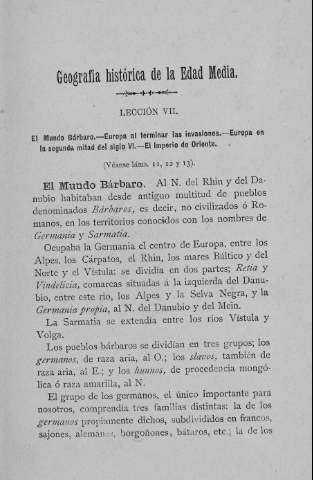 Geografía histórica de la Edad Media.
LECCIÓN VII.
El Mundo Bárbaro.—Europa al terminar las invasiones.—Europa en
la segunda mitad del siglo VI.—El Imperio de Oriente.
(Véanse láms. 11, 12 y 13).
El Mundo Bárbaro. Al N. del Rhin y del Da-
nubio habitaban desde antiguo multitud de pueblos
denominados Bárbaros, es decir, no civilizados ó Ro-
manos, en los territorios conocidos con los nombres de
Germania y Sarmatia.
Ocupaba la Germania el centro de Europa, entre los
Alpes, los Cárpatos, el Rhin, los mares Báltico y del
Norte y el Vístula: se dividía en dos partes; Retia y
Vindelicia, comarcas situadas á la izquierda del Danu-
bio, entre este río, los Alpes y la Selva Negra, y la
Germania propia, al N. del Danubio y del Mein.
La Sarmatia se extendía entre los ríos Vístula y
Volga.
Los pueblos bárbaros se dividían en tres grupos; los
germanos, de raza aria, al O.; los slavos, también de
raza aria, al E.; y los hunnos, de procedencia mongó-
lica ó raza amarilla, al N.
El grupo de los germanos, el único importante para
nosotros, comprendía tres familias distintas: la de los
germanos propiamente dichos, subdivididos en francos,
sajones, alemanes, borgoñones, bátaros, etc.; la de los